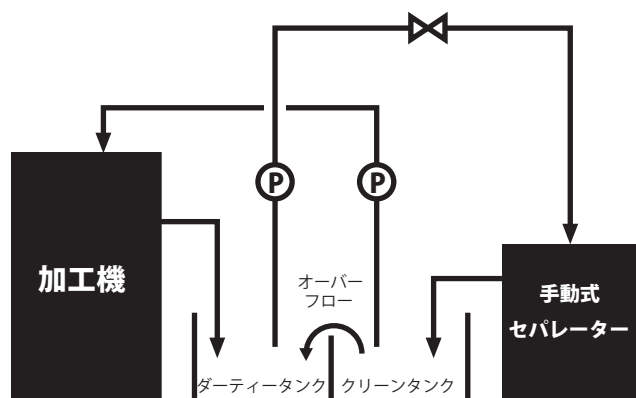 P
P
加工機
オーバー
フロー
手動式
セパレーター
ダーティータンク
クリーンタンク